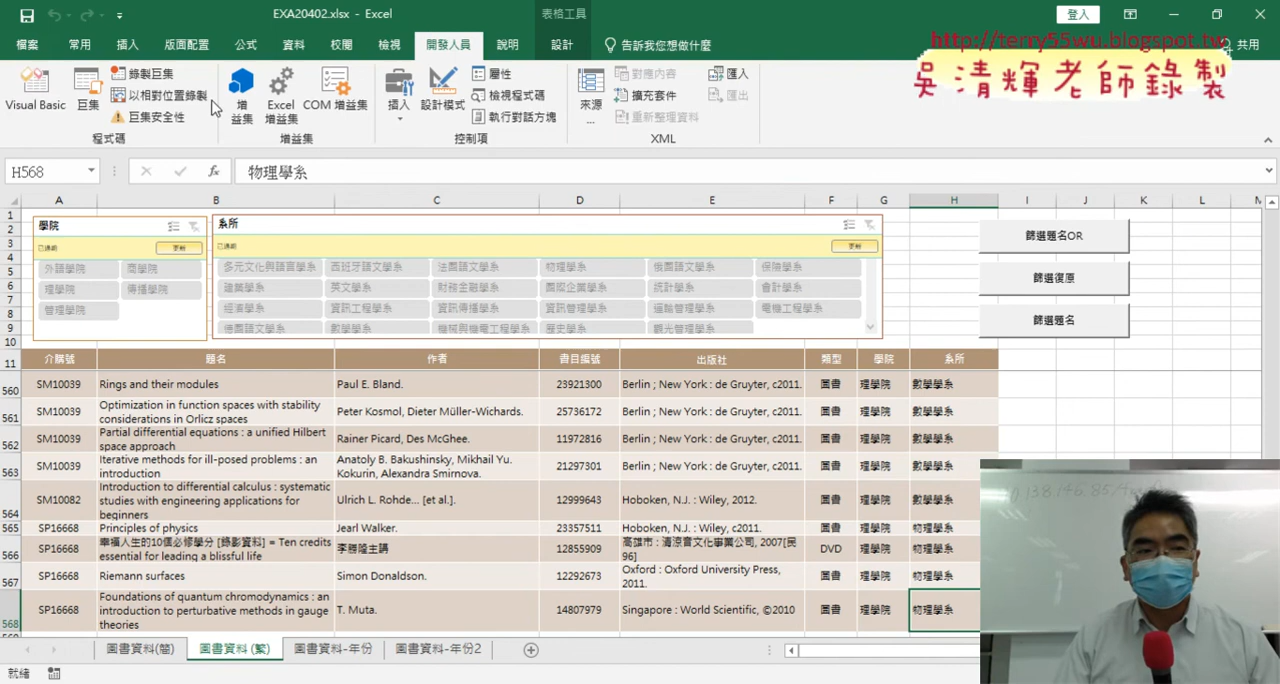 EXA20402.xlsx - Excel
表格工具
登入
檔案 常用 插入 版面配置 公式 資料 校閱 檢視 開發人員 說明 設計 告訴我您想做什麼 共用
http://terry55wu.blogspot.tw
吳清輝老師錄製
Visual Basic 巨集 錄製巨集 以相對位置錄製 巨集安全性
程式碼
增益集 Excel 增益集 COM 增益集
增益集
插入 設計模式 屬性 檢視程式碼 執行對話方塊
控制項
來源... 對應內容 擴充套件 重新整理資料 匯入 匯出
XML
H568 fx 物理學系
A B C D E F G H I J K L M
學院
更新
外語學院 商學院
理學院 傳播學院
管理學院
系所
更新
多元文化與語言學系 西班牙語文學系 法國語文學系 物理學系 俄國語文學系 保險學系
建築學系 英文學系 財務金融學系 國際企業學系 統計學系 會計學系
經濟學系 資訊工程學系 資訊傳播學系 資訊管理學系 運輸管理學系 電機工程學系
德國語文學系 數學學系 機械與機電工程學系 歷史學系 觀光管理學系
篩選題名OR
篩選復原
篩選題名
1
2
3
4
5
6
7
8
9
10
11 介購號 題名 作者 書目編號 出版社 類型 學院 系所
560 SM10039 Rings and their modules Paul E. Bland. 23921300 Berlin ; New York : de Gruyter, c2011. 圖書 理學院 數學學系
561 SM10039 Optimization in function spaces with stability considerations in Orlicz spaces Peter Kosmol, Dieter Müller-Wichards. 25736172 Berlin ; New York : de Gruyter, c2011. 圖書 理學院 數學學系
562 SM10039 Partial differential equations : a unified Hilbert space approach Rainer Picard, Des McGhee. 11972816 Berlin ; New York : de Gruyter, c2011. 圖書 理學院 數學學系
563 SM10039 Iterative methods for ill-posed problems : an introduction Anatoly B. Bakushinsky, Mikhail Yu. Kokurin, Alexandra Smirnova. 21297301 Berlin ; New York : de Gruyter, c2011. 圖書 理學院 數學學系
564 SM10082 Introduction to differential calculus : systematic studies with engineering applications for beginners Ulrich L. Rohde... [et al.]. 12999643 Hoboken, N.J. : Wiley, 2012. 圖書 理學院 數學學系
565 SP16668 Principles of physics Jearl Walker. 23357511 Hoboken, N.J. : Wiley, c2011. 圖書 理學院 物理學系
566 SP16668 幸福人生的10個必修學分 [錄影資料] = Ten credits essential for leading a blissful life 李勝隆主講 12855909 高雄市 : 清涼音文化事業公司, 2007[民96] DVD 理學院 物理學系
567 SP16668 Riemann surfaces Simon Donaldson. 12292673 Oxford : Oxford University Press, 2011. 圖書 理學院 物理學系
568 SP16668 Foundations of quantum chromodynamics : an introduction to perturbative methods in gauge theories T. Muta. 14807979 Singapore : World Scientific, ©2010 圖書 理學院 物理學系
圖書資料(簡) 圖書資料 (繁) 圖書資料-年份 圖書資料-年份2
就緒